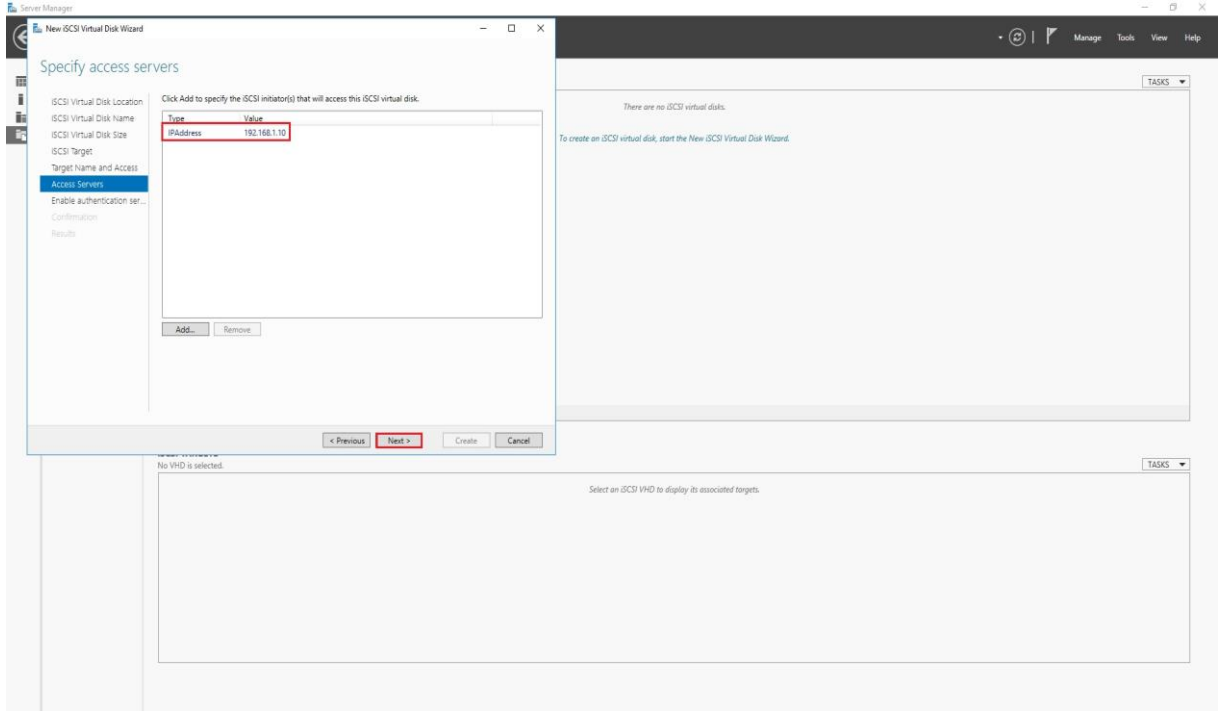 Server Manager
New iSCSI Virtual Disk Wizard
Manage Tools View Help
Specify access servers
TASKS
iSCSI Virtual Disk Location
iSCSI Virtual Disk Name
iSCSI Virtual Disk Size
iSCSI Target
Target Name and Access
Access Servers
Enable authentication ser...
Confirmation
Results
Click Add to specify the iSCSI initiator(s) that will access this iSCSI virtual disk.
Type Value
IPAddress 192.168.1.10
Add... Remove
< Previous Next > Create Cancel
There are no iSCSI virtual disks.
To create an iSCSI virtual disk, start the New iSCSI Virtual Disk Wizard.
No VHD is selected.
TASKS
Select an iSCSI VHD to display its associated targets.